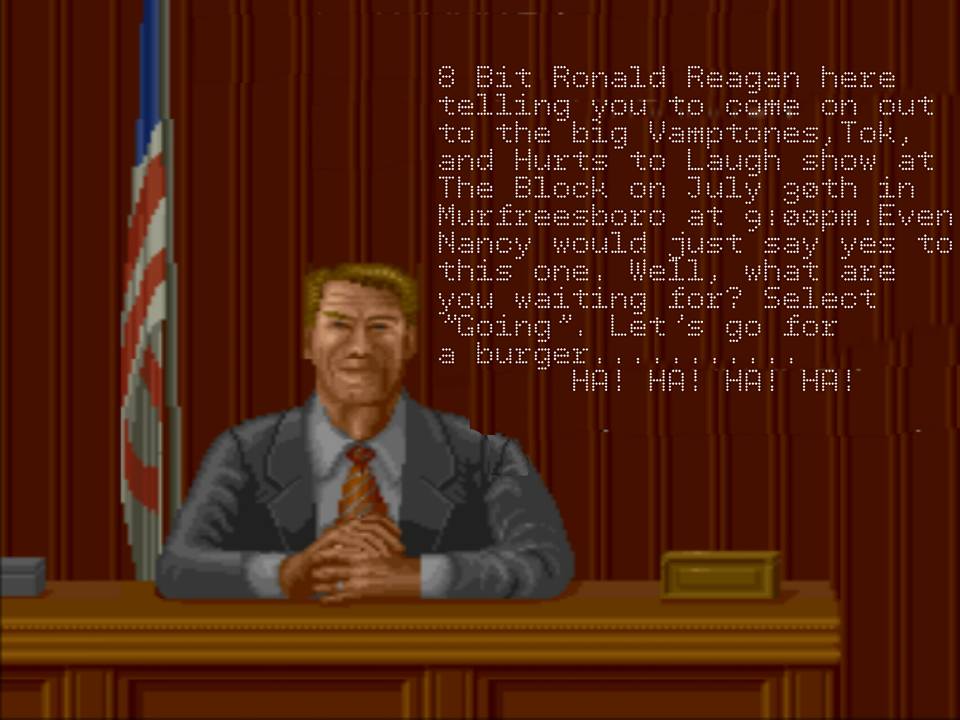 8 Bit Ronald Reagan here
telling you to come on out
to the big Vamptones,Tok,
and Hurts to Laugh show at
The Block on July 30th in
Murfreesboro at 9:00pm.Even
Nancy would just say yes to
this one. Well, what are
you waiting for? Select
"Going". Let's go for
a burger...........
HA! HA! HA! HA!